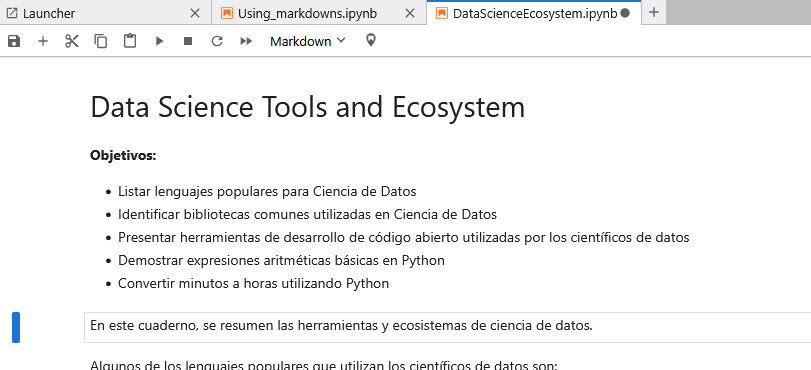 Launcher
Using_markdowns.ipynb
DataScienceEcosystem.ipynb
Markdown
Data Science Tools and Ecosystem
Objetivos:
Listar lenguajes populares para Ciencia de Datos
Identificar bibliotecas comunes utilizadas en Ciencia de Datos
Presentar herramientas de desarrollo de código abierto utilizadas por los científicos de datos
Demostrar expresiones aritméticas básicas en Python
Convertir minutos a horas utilizando Python
En este cuaderno, se resumen las herramientas y ecosistemas de ciencia de datos.
Algunos de los lenguajes populares que utilizan los científicos de datos son: